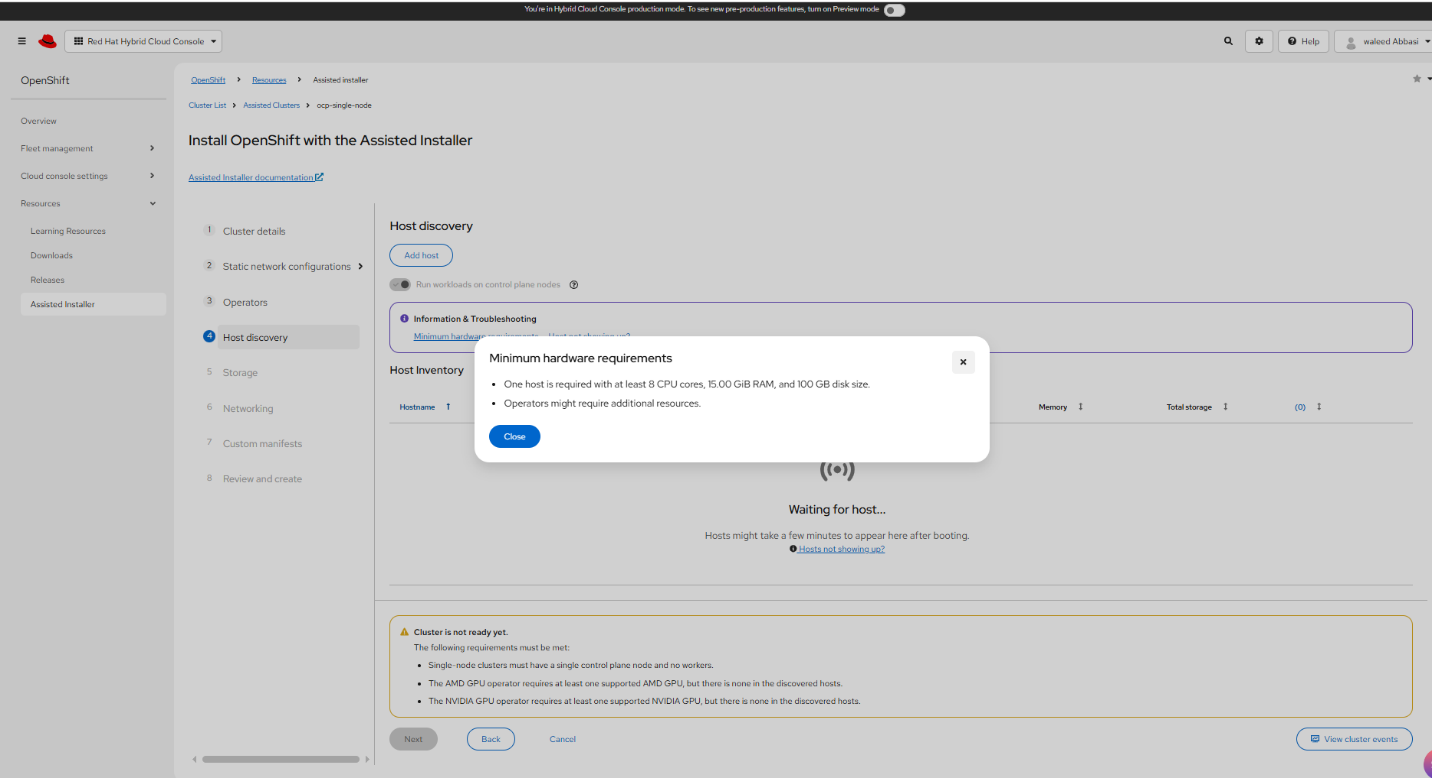 You're in Hybrid Cloud Console production mode. To see new pre-production features, turn on Preview mode
Red Hat Hybrid Cloud Console
Help
waleed Abbasi
OpenShift
Overview
Fleet management
Cloud console settings
Resources
Learning Resources
Downloads
Releases
Assisted Installer
OpenShift > Resources > Assisted installer
Cluster List > Assisted Clusters > ocp-single-node
Install OpenShift with the Assisted Installer
Assisted Installer documentation
1 Cluster details
2 Static network configurations
3 Operators
4 Host discovery
5 Storage
6 Networking
7 Custom manifests
8 Review and create
Host discovery
Add host
Run workloads on control plane nodes
Information & Troubleshooting
Minimum hardware requirements Host not showing up?
Minimum hardware requirements
• One host is required with at least 8 CPU cores, 15.00 GiB RAM, and 100 GB disk size.
• Operators might require additional resources.
Close
Host Inventory
Hostname Memory Total storage (0)
Waiting for host...
Hosts might take a few minutes to appear here after booting.
Hosts not showing up?
Cluster is not ready yet.
The following requirements must be met:
• Single-node clusters must have a single control plane node and no workers.
• The AMD GPU operator requires at least one supported AMD GPU, but there is none in the discovered hosts.
• The NVIDIA GPU operator requires at least one supported NVIDIA GPU, but there is none in the discovered hosts.
Next Back Cancel View cluster events